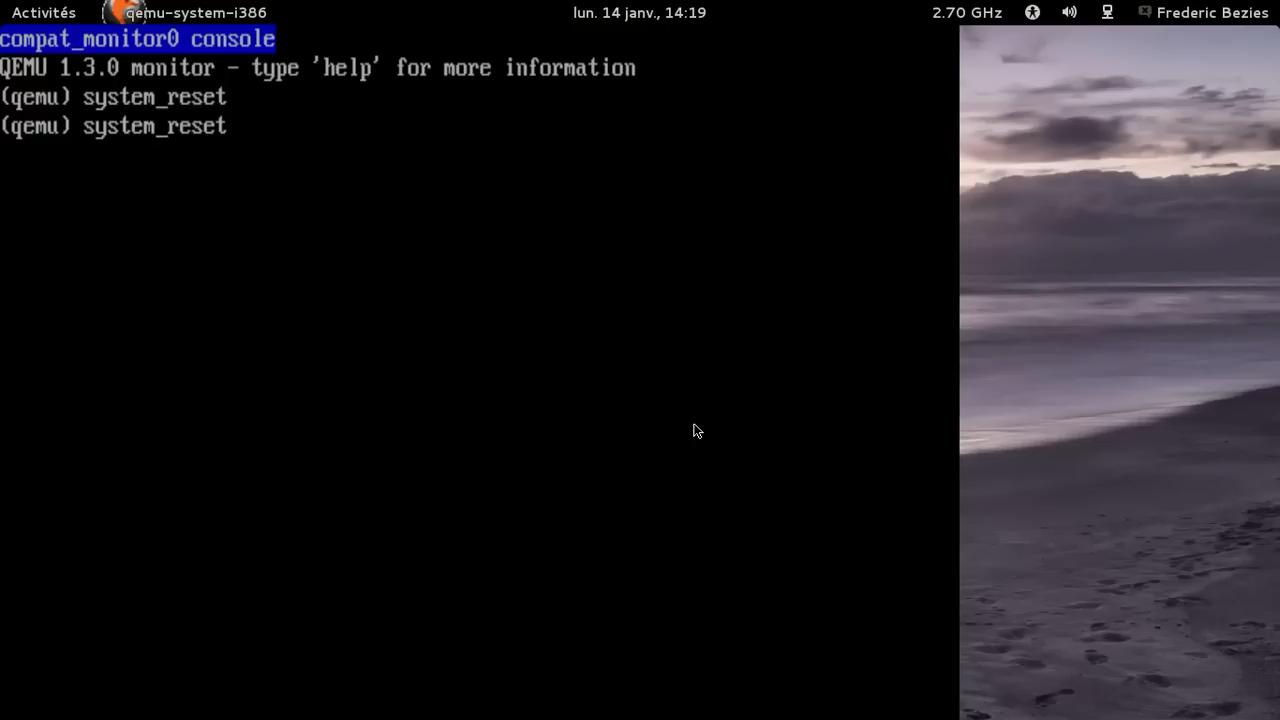 Activités qemu-system-i386 lun. 14 janv., 14:19 2.70 GHz Frederic Bezies
compat_monitor0 console
QEMU 1.3.0 monitor - type 'help' for more information
(qemu) system_reset
(qemu) system_reset